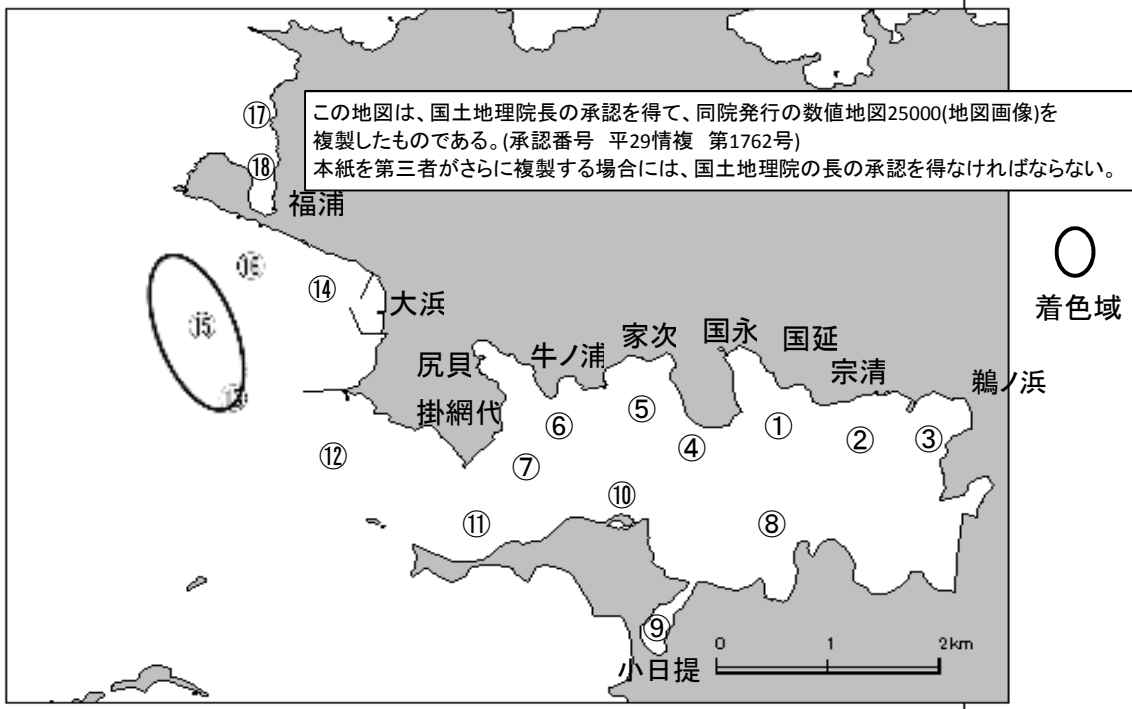 ⑰
この地図は、国土地理院長の承認を得て、同院発行の数値地図25000(地図画像)を
複製したものである。(承認番号 平29情複 第1762号)
本紙を第三者がさらに複製する場合には、国土地理院の長の承認を得なければならない。
⑱
福浦
⑯
⑭
大浜
着色域
⑮
尻貝
牛ノ浦
家次
国永
国延
宗清
鵜ノ浜
⑬
掛網代
⑥
⑤
④
①
②
③
⑫
⑦
⑩
⑪
⑧
⑨
小日提
0 1 2km